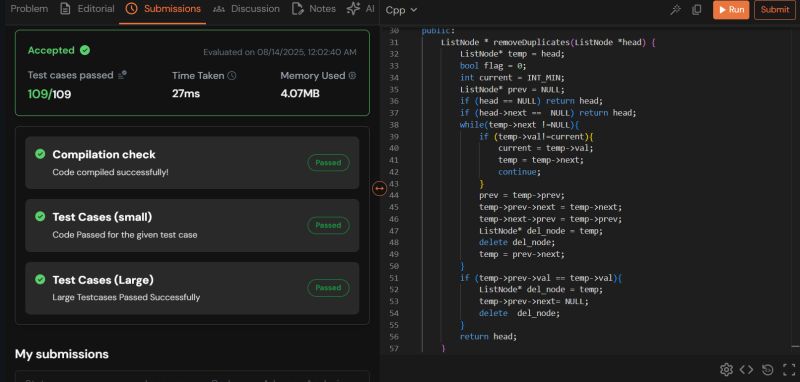 Problem Editorial Submissions Discussion Notes AI
Accepted
Evaluated on 08/14/2025, 12:02:40 AM
Test cases passed Time Taken Memory Used
109/109 27ms 4.07MB
Compilation check
Code compiled successfully!
Passed
Test Cases (small)
Code Passed for the given test case
Passed
Test Cases (Large)
Large Testcases Passed Successfully
Passed
My submissions
Cpp Run Submit
30 public:
31 ListNode * removeDuplicates(ListNode *head) {
32 ListNode* temp = head;
33 bool flag = 0;
34 int current = INT_MIN;
35 ListNode* prev = NULL;
36 if (head == NULL) return head;
37 if (head->next == NULL) return head;
38 while(temp->next !=NULL){
39 if (temp->val!=current){
40 current = temp->val;
41 temp = temp->next;
42 continue;
43 }
44 prev = temp->prev;
45 temp->prev->next = temp->next;
46 temp->next->prev = temp->prev;
47 ListNode* del_node = temp;
48 delete del_node;
49 temp = prev->next;
50 }
51 if (temp->prev->val == temp->val){
52 ListNode* del_node = temp;
53 temp->prev->next= NULL;
54 delete del_node;
55 }
56 return head;
57 }